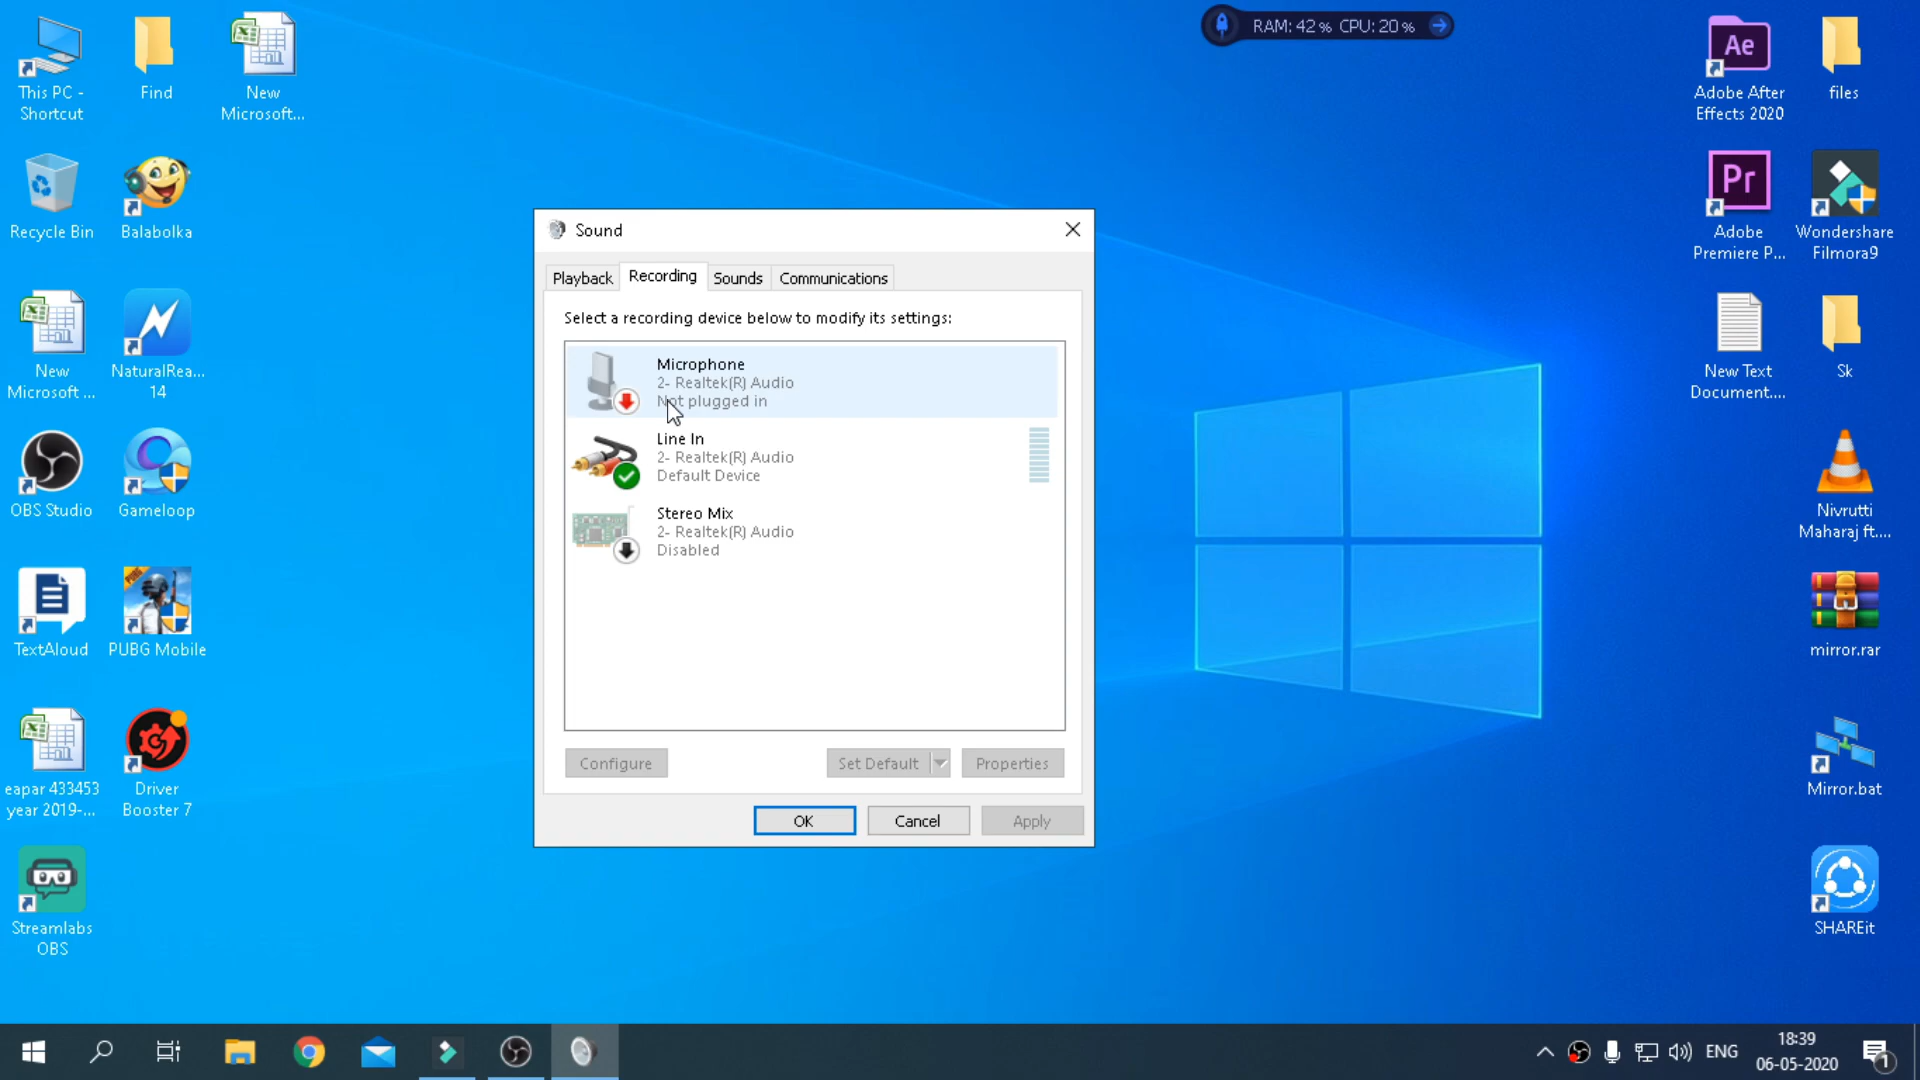 RAM: 42 % CPU: 20 %
This PC -
Shortcut
Find
New
Microsoft...
Recycle Bin
Balabolka
New
Microsoft ...
NaturalRea...
14
OBS Studio
Gameloop
TextAloud
PUBG Mobile
eapar 433453
year 2019-...
Driver
Booster 7
Streamlabs
OBS
Sound
Playback
Recording
Sounds
Communications
Select a recording device below to modify its settings:
Microphone
2- Realtek(R) Audio
Not plugged in
Line In
2- Realtek(R) Audio
Default Device
Stereo Mix
2- Realtek(R) Audio
Disabled
Configure
Set Default
Properties
OK
Cancel
Apply
Ae
Adobe After
Effects 2020
files
Pr
Adobe
Premiere P...
Wondershare
Filmora9
New Text
Document....
Sk
Nivrutti
Maharaj ft....
mirror.rar
Mirror.bat
SHAREit
ENG
18:39
06-05-2020
1